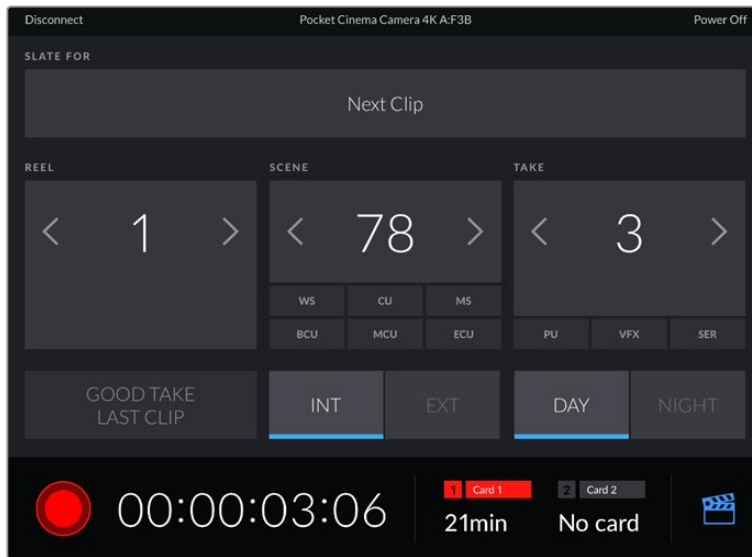 Disconnect Pocket Cinema Camera 4K A:F3B Power Off
SLATE FOR
Next Clip
REEL SCENE TAKE
1 78 3
WS CU MS
BCU MCU ECU PU VFX SER
GOOD TAKE
LAST CLIP
INT EXT DAY NIGHT
1 Card 1 2 Card 2
00:00:03:06 21min No card